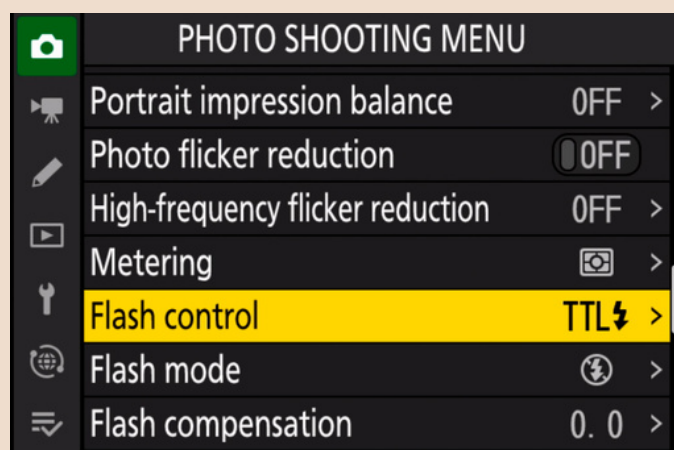 PHOTO SHOOTING MENU
Portrait impression balance OFF >
Photo flicker reduction OFF
High-frequency flicker reduction OFF >
Metering >
Flash control TTL⚡ >
Flash mode >
Flash compensation 0. 0 >